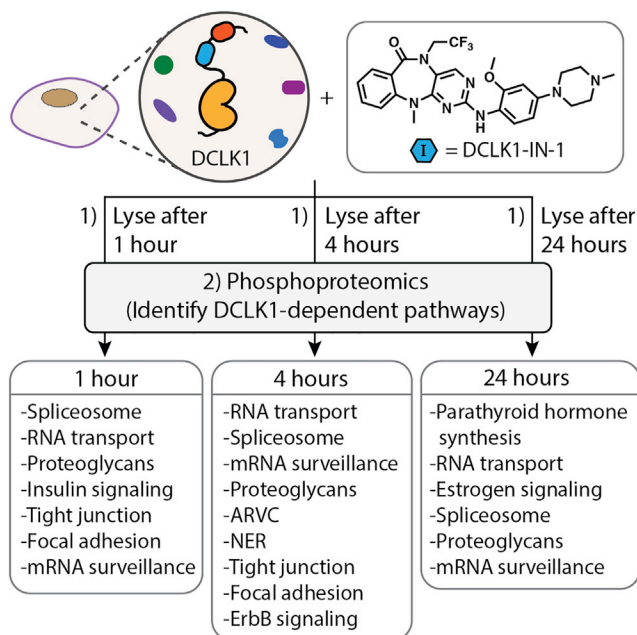 DCLK1
+
O
CF3
N
N
N
N
N
H
O
N
N
I = DCLK1-IN-1
1) Lyse after 1) Lyse after 1) Lyse after
1 hour 4 hours 24 hours
2) Phosphoproteomics
(Identify DCLK1-dependent pathways)
1 hour
-Spliceosome
-RNA transport
-Proteoglycans
-Insulin signaling
-Tight junction
-Focal adhesion
-mRNA surveillance
4 hours
-RNA transport
-Spliceosome
-mRNA surveillance
-Proteoglycans
-ARVC
-NER
-Tight junction
-Focal adhesion
-ErbB signaling
24 hours
-Parathyroid hormone
synthesis
-RNA transport
-Estrogen signaling
-Spliceosome
-Proteoglycans
-mRNA surveillance